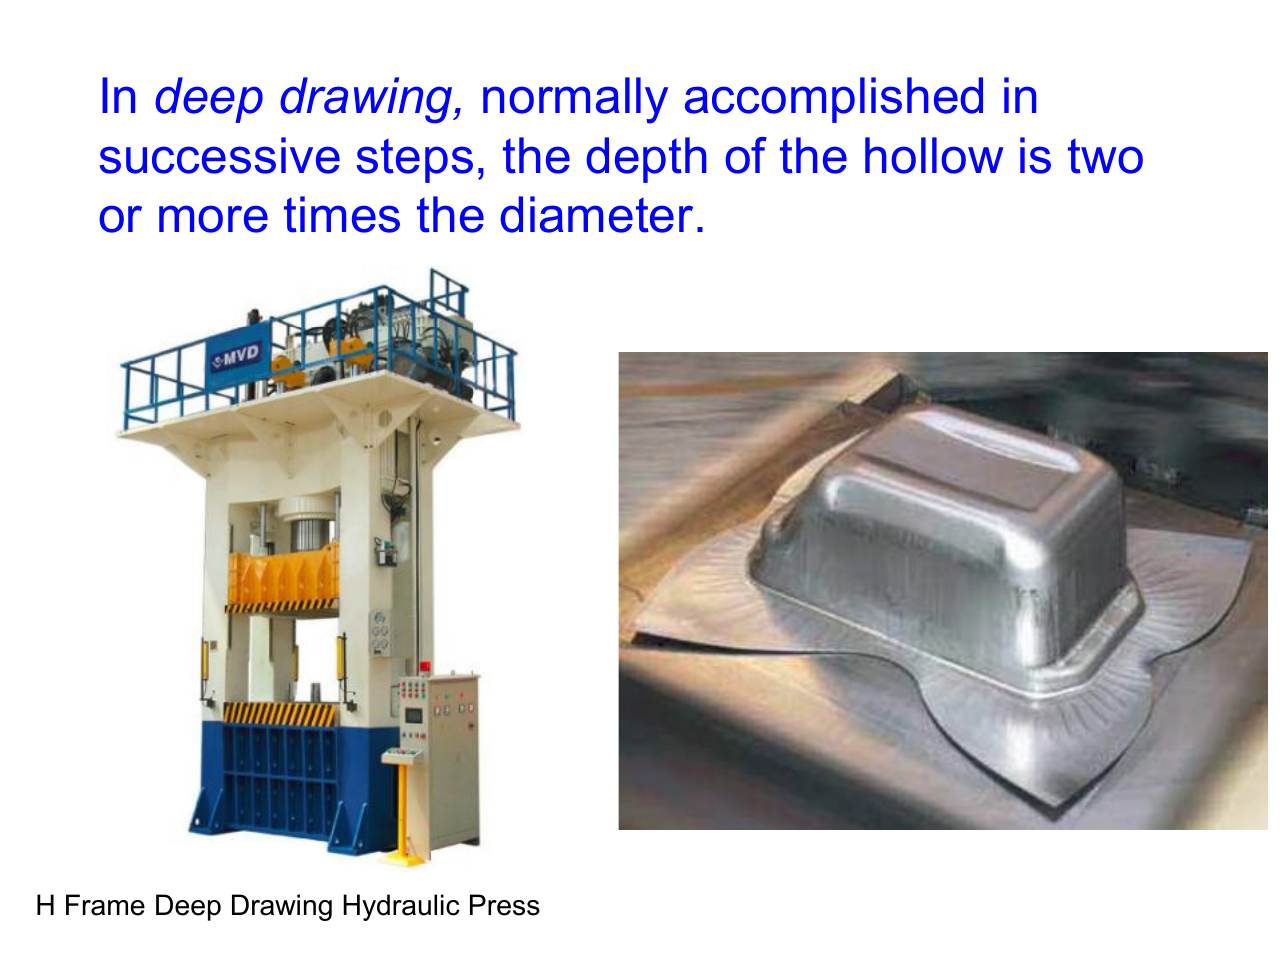 In deep drawing, normally accomplished in
successive steps, the depth of the hollow is two
or more times the diameter.
MVD
H Frame Deep Drawing Hydraulic Press